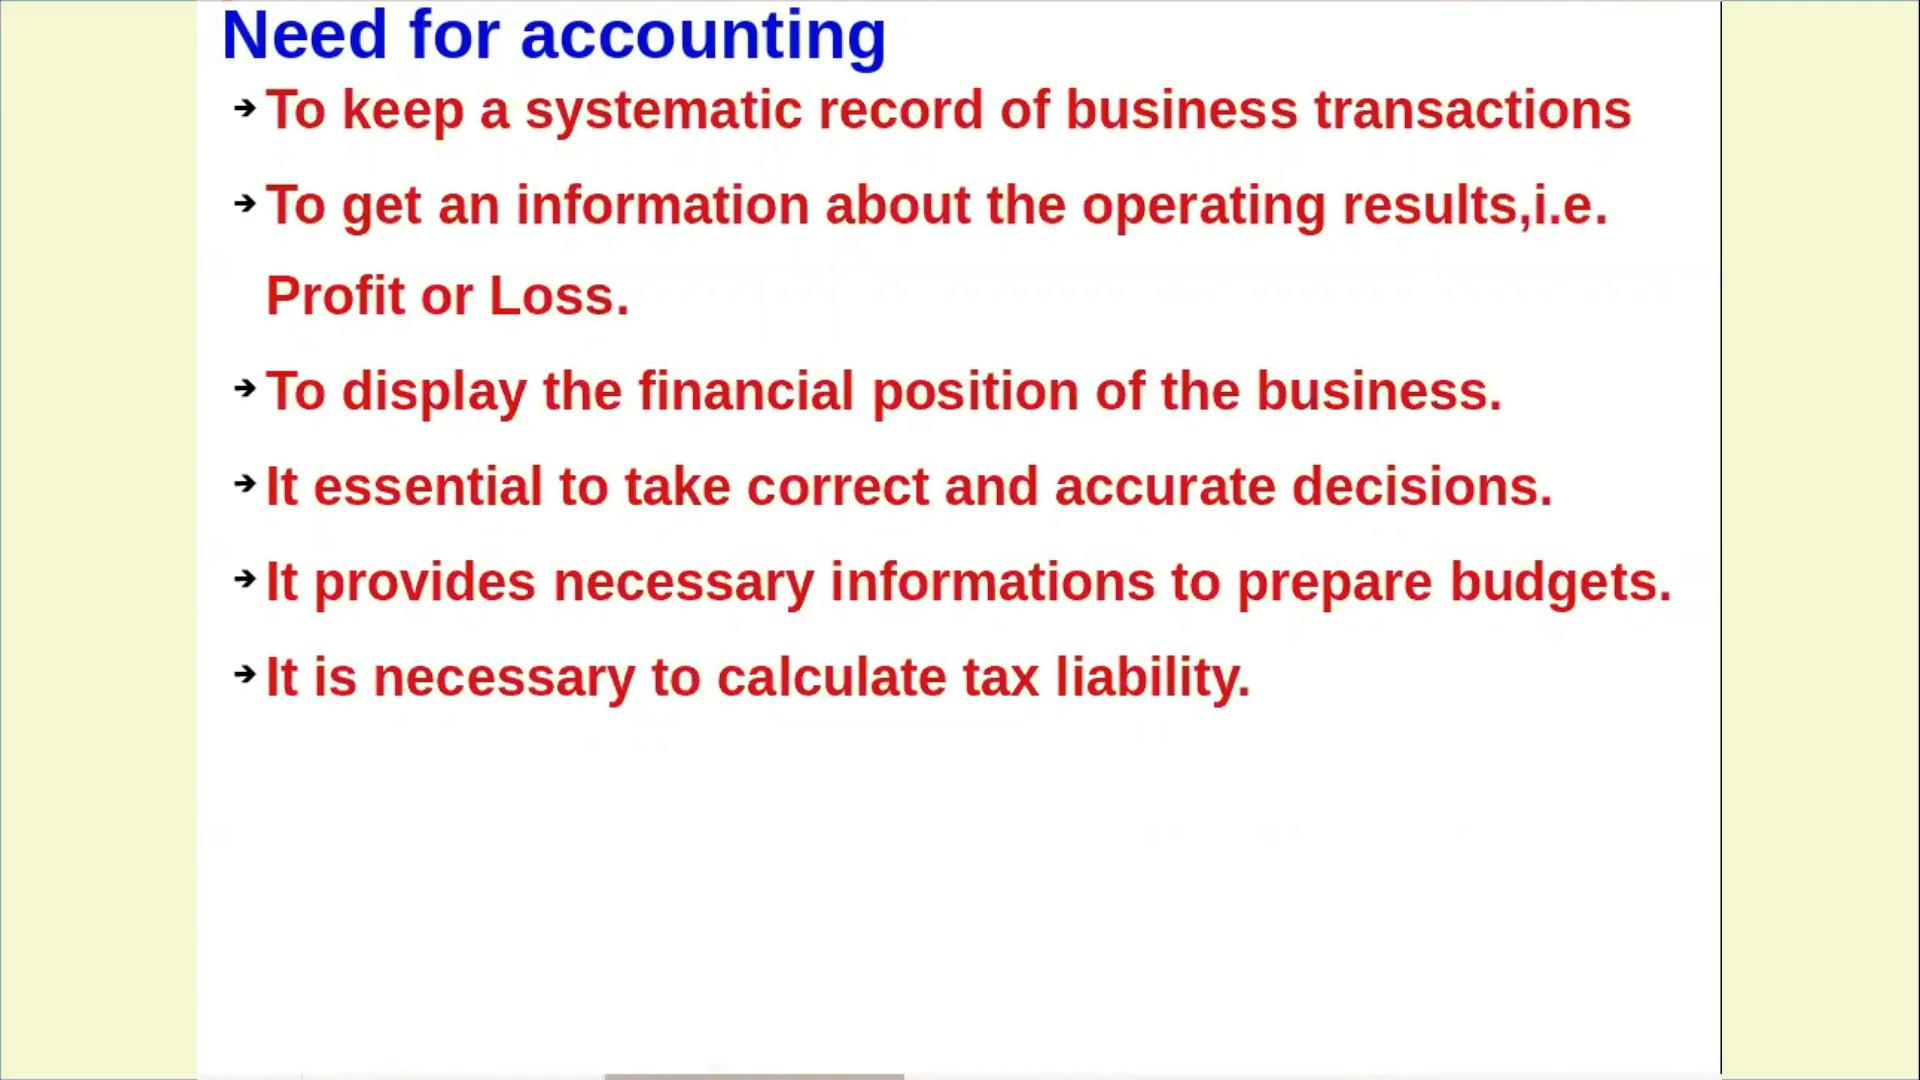 Need for accounting
➔ To keep a systematic record of business transactions
➔ To get an information about the operating results,i.e.
Profit or Loss.
➔ To display the financial position of the business.
➔ It essential to take correct and accurate decisions.
➔ It provides necessary informations to prepare budgets.
➔ It is necessary to calculate tax liability.